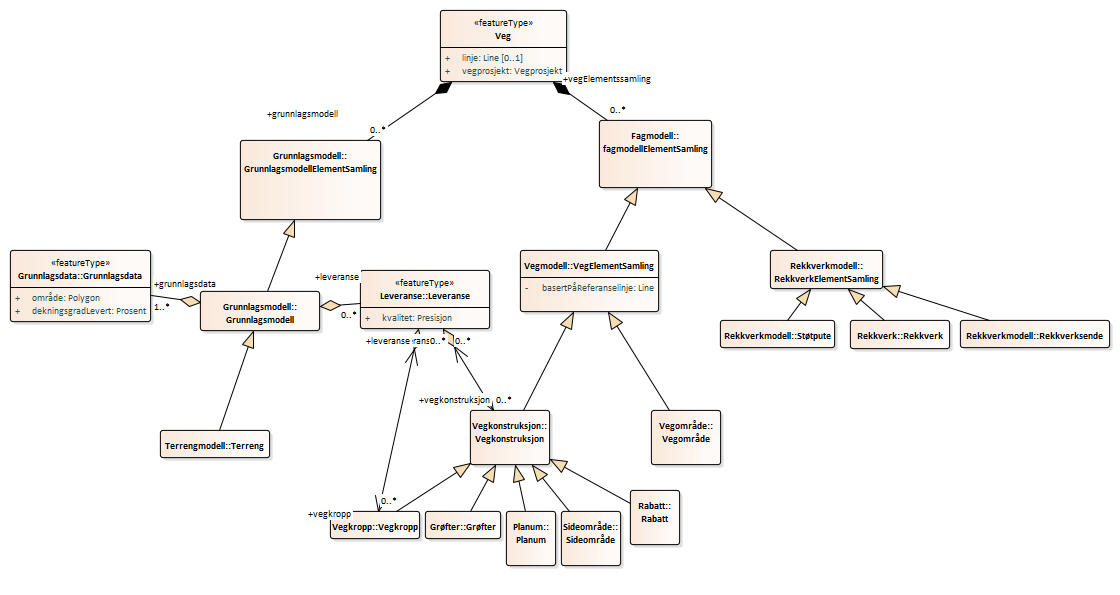 «featureType»
Veg
+ linje: Line [0..1]
+ vegprosjekt: Vegprosjekt
+vegElementssamling
0..*
+grunnlagsmodell
0..*
Fagmodell::
fagmodellElementSamling
Grunnlagsmodell::
GrunnlagsmodellElementSamling
«featureType»
Grunnlagsdata::Grunnlagsdata
+ område: Polygon
+ dekningsgradLevert: Prosent
+grunnlagsdata
1..*
Grunnlagsmodell::
Grunnlagsmodell
+leveranse
0..*
«featureType»
Leveranse::Leveranse
+ kvalitet: Presisjon
Vegmodell::VegElementSamling
- basertPåReferanselinje: Line
Rekkverkmodell::
RekkverkElementSamling
Rekkverkmodell::Støtpute
Rekkverk::Rekkverk
Rekkverkmodell::Rekkverksende
+leveranse
0..*
0..*
+vegkonstruksjon
0..*
Terrengmodell::Terreng
Vegkonstruksjon::
Vegkonstruksjon
Vegområde::
Vegområde
0..*
+vegkropp
Vegkropp::Vegkropp
Grøfter::Grøfter
Planum::
Planum
Sideområde::
Sideområde
Rabatt::
Rabatt